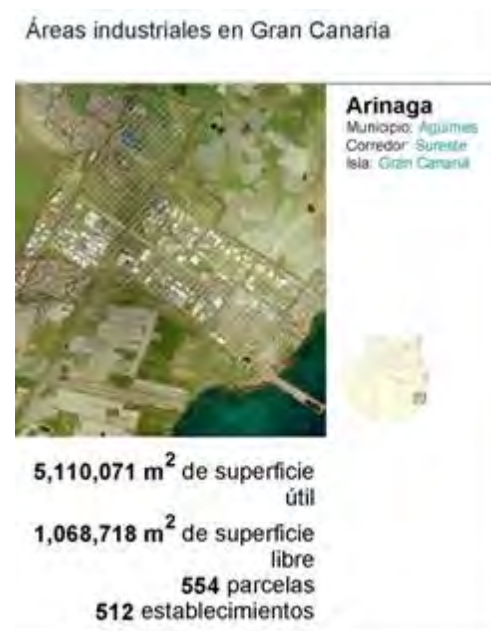 Áreas industriales en Gran Canaria
Arinaga
Municipio: Agüimes
Corredor: Sureste
Isla: Gran Canaria
5,110,071 m² de superficie
útil
1,068,718 m² de superficie
libre
554 parcelas
512 establecimientos